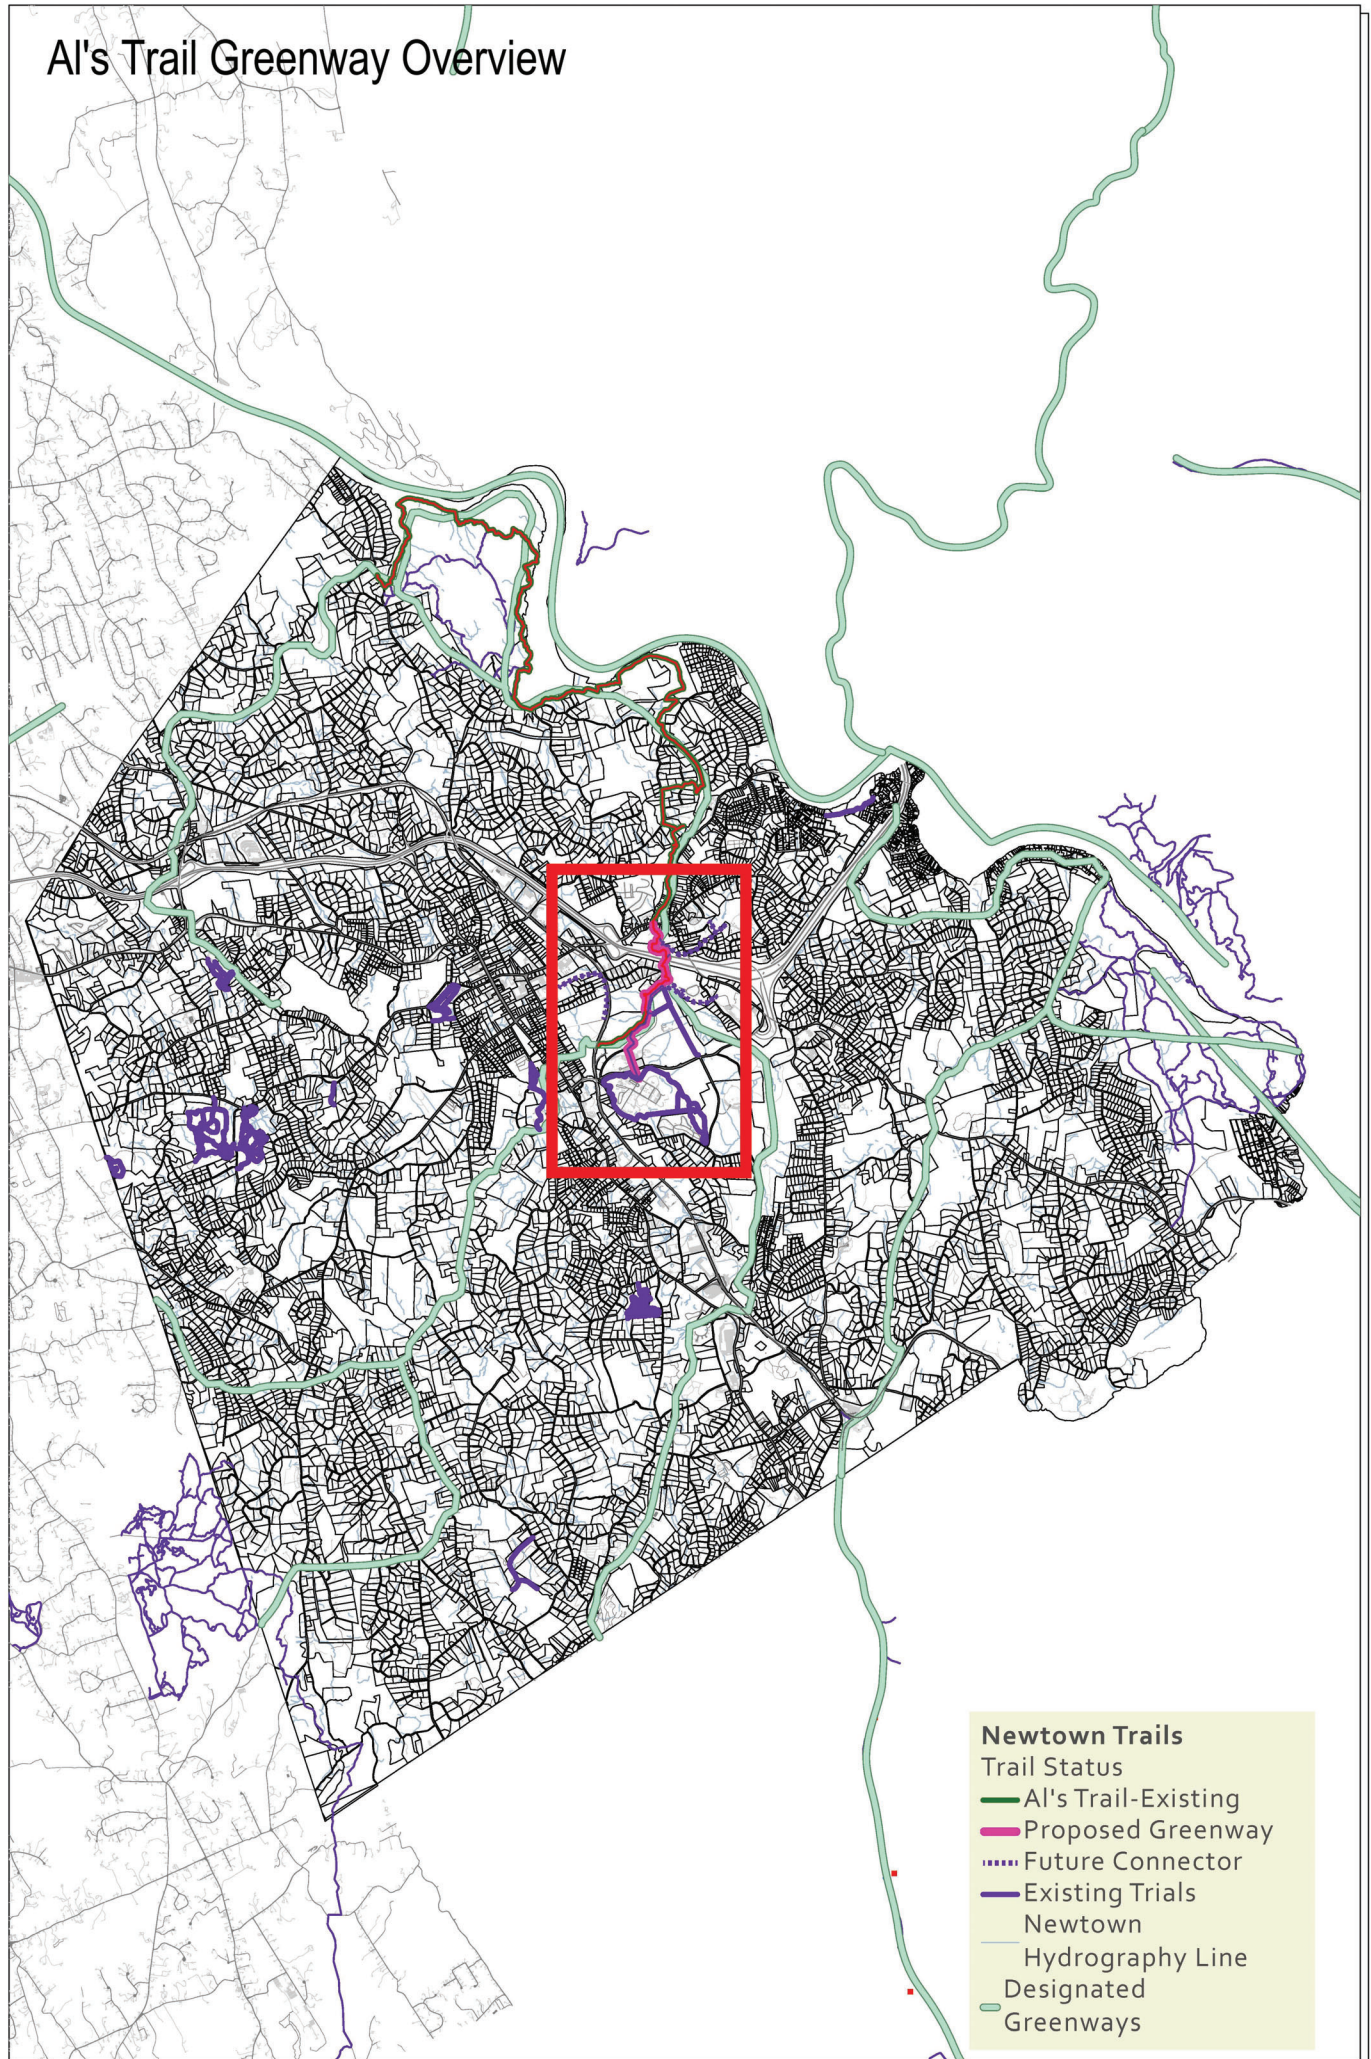 Al's Trail Greenway Overview
Newtown Trails
Trail Status
Al's Trail-Existing
Proposed Greenway
Future Connector
Existing Trials
Newtown
Hydrography Line
Designated
Greenways